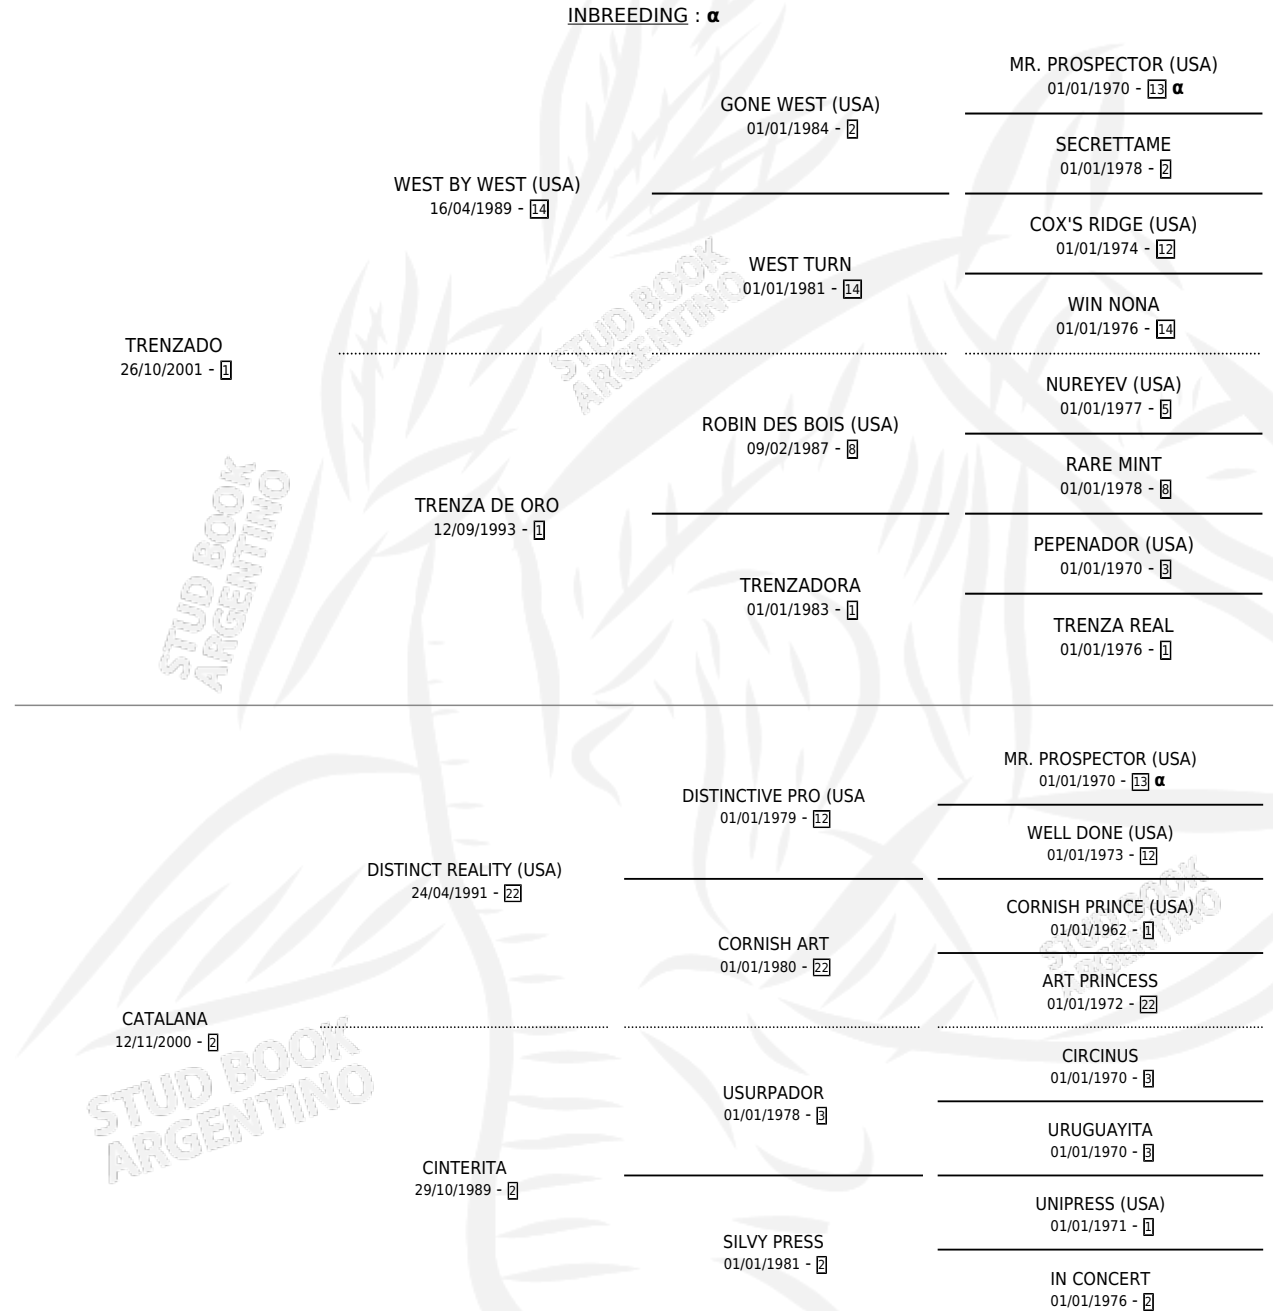 INBREEDING : α
MR. PROSPECTOR (USA)
01/01/1970 - 13 α
GONE WEST (USA)
01/01/1984 - 2
SECRETTAME
01/01/1978 - 2
WEST BY WEST (USA)
16/04/1989 - 14
COX'S RIDGE (USA)
01/01/1974 - 12
WEST TURN
01/01/1981 - 14
WIN NONA
01/01/1976 - 14
TRENZADO
26/10/2001 - 1
NUREYEV (USA)
01/01/1977 - 5
ROBIN DES BOIS (USA)
09/02/1987 - 8
RARE MINT
01/01/1978 - 8
TRENZA DE ORO
12/09/1993 - 1
PEPENADOR (USA)
01/01/1970 - 3
TRENZADORA
01/01/1983 - 1
TRENZA REAL
01/01/1976 - 1
MR. PROSPECTOR (USA)
01/01/1970 - 13 α
DISTINCTIVE PRO (USA
01/01/1979 - 12
WELL DONE (USA)
01/01/1973 - 12
DISTINCT REALITY (USA)
24/04/1991 - 22
CORNISH PRINCE (USA)
01/01/1962 - 1
CORNISH ART
01/01/1980 - 22
ART PRINCESS
01/01/1972 - 22
CATALANA
12/11/2000 - 2
CIRCINUS
01/01/1970 - 3
USURPADOR
01/01/1978 - 3
URUGUAYITA
01/01/1970 - 3
CINTERITA
29/10/1989 - 2
UNIPRESS (USA)
01/01/1971 - 1
SILVY PRESS
01/01/1981 - 2
IN CONCERT
01/01/1976 - 2
STUD BOOK
ARGENTINO
STUD BOOK
ARGENTINO
STUD BOOK
ARGENTINO
STUD BOOK
ARGENTINO